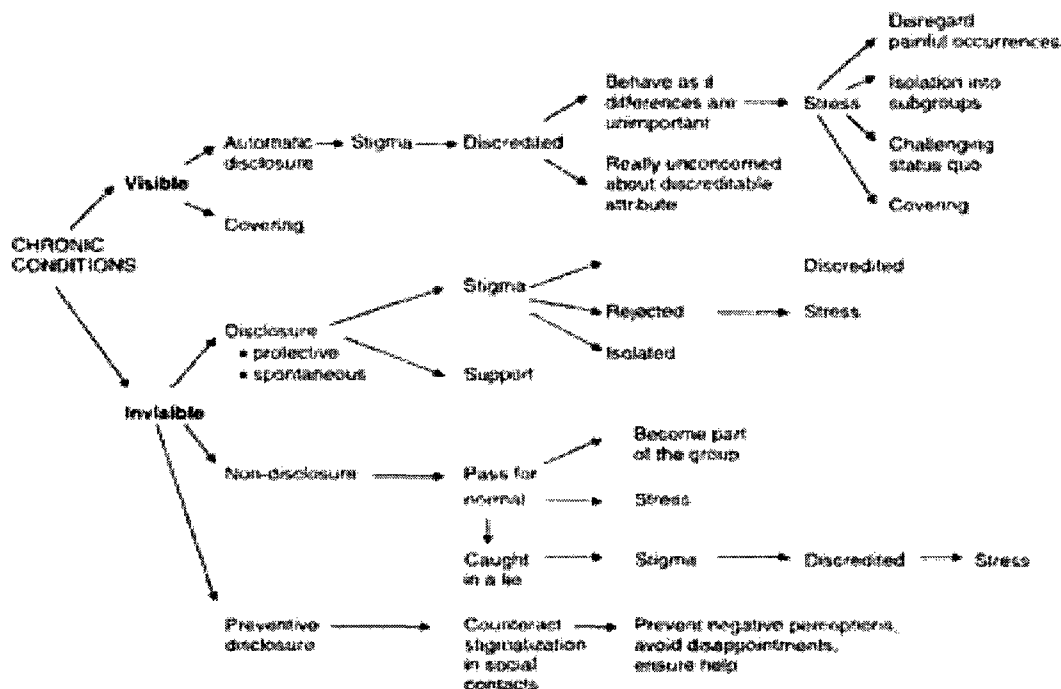 Disregard
painful occurrences
Behave as if
differences are
unimportant
Stress
Isolation into
subgroups
Automatic
disclosure
Stigma
Discredited
Challenging
status quo
Really unconcerned
about discreditable
attribute
Visible
Covering
Covering
CHRONIC
CONDITIONS
Stigma
Discredited
Disclosure
• protective
• spontaneous
Rejected
Stress
Isolated
Support
Invisible
Become part
of the group
Non-disclosure
Pass for
normal
Stress
Caught
in a lie
Stigma
Discredited
Stress
Preventive
disclosure
Counteract
stigmalization
in social
contacts
Prevent negative perceptions,
avoid disappointments,
ensure help